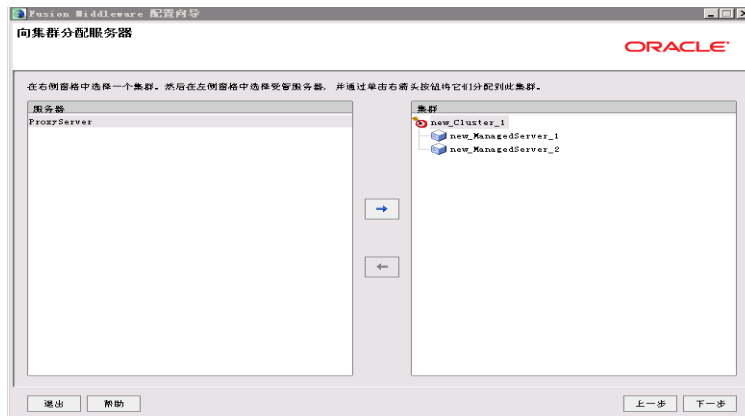 Fusion Middleware 配置向导
向集群分配服务器
ORACLE
在右侧窗格中选择一个集群。然后在左侧窗格中选择受管服务器, 并通过单击右箭头按钮将它们分配到此集群。
服务器
ProxyServer
集群
new_Cluster_1
new_ManagedServer_1
new_ManagedServer_2
退出
帮助
上一步
下一步